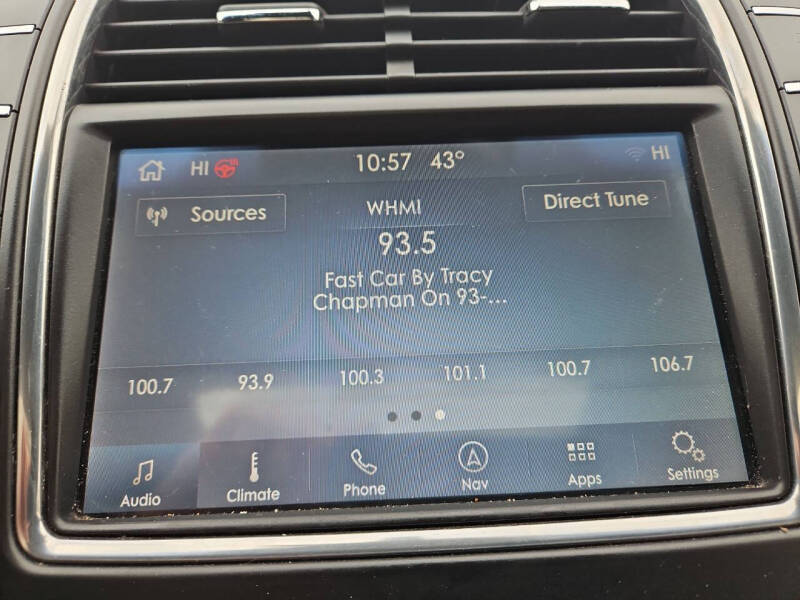 HI 10:57 43° HI
Sources WHMI Direct Tune
93.5
Fast Car By Tracy
Chapman On 93-...
100.7 93.9 100.3 101.1 100.7 106.7
Audio Climate Phone Nav Apps Settings